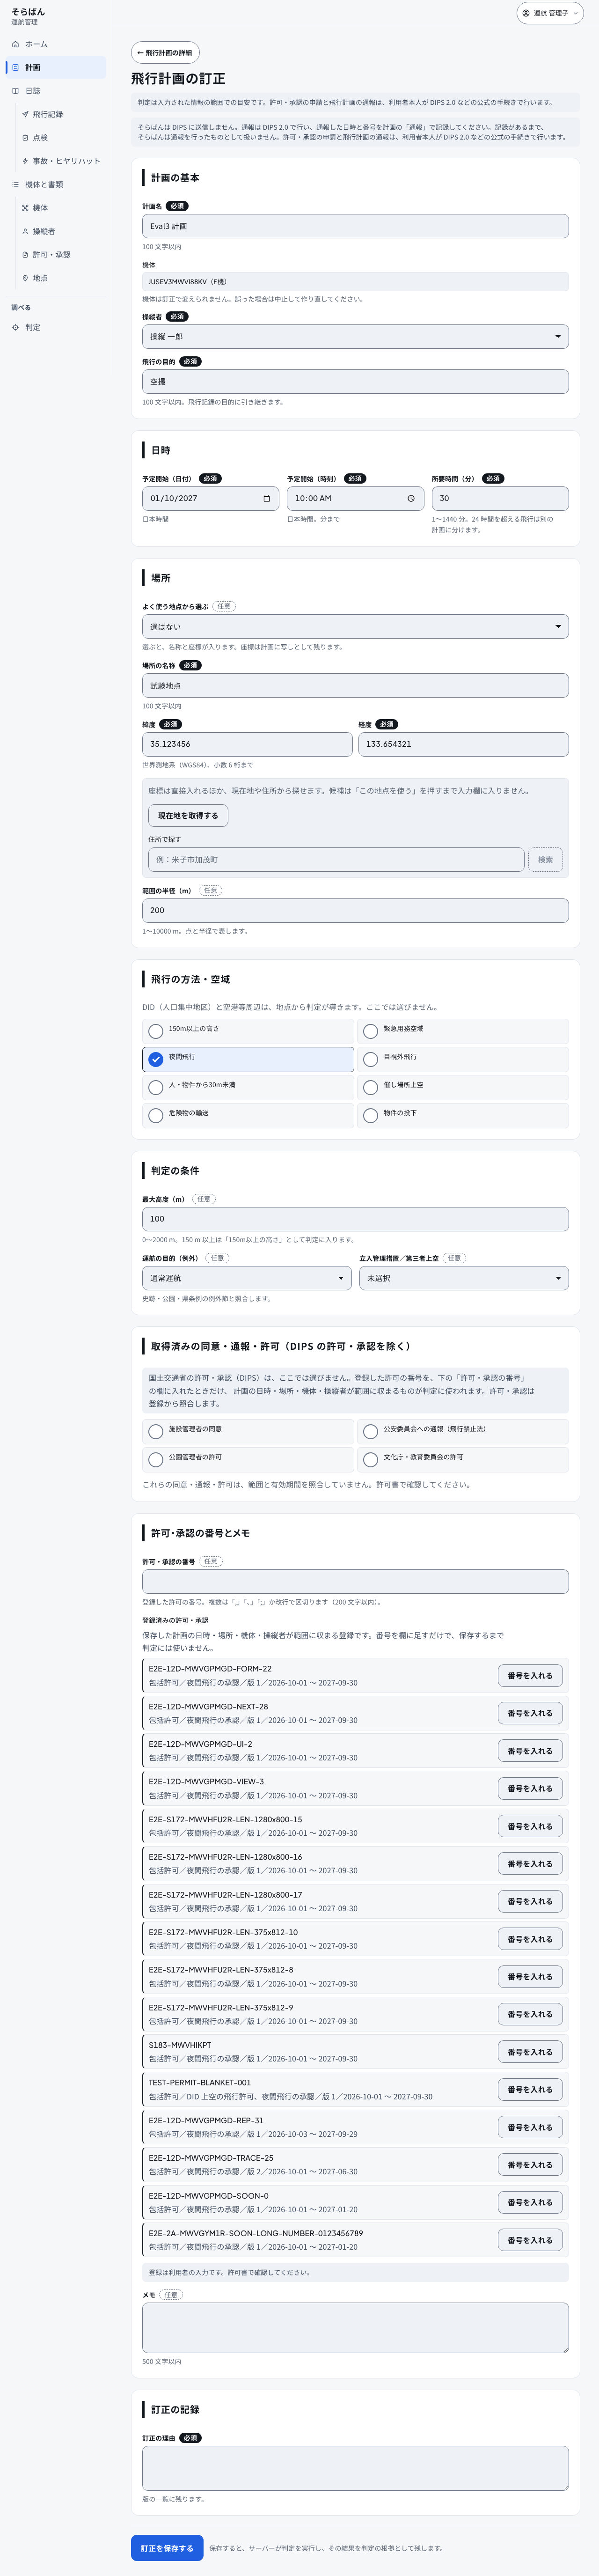 そらばん
運航管理
運航 管理子
ホーム
計画
日誌
飛行記録
点検
事故・ヒヤリハット
機体と書類
機体
操縦者
許可・承認
地点
調べる
判定
← 飛行計画の詳細
飛行計画の訂正
判定は入力された情報の範囲での目安です。許可・承認の申請と飛行計画の通報は、利用者本人が DIPS 2.0 などの公式の手続きで行います。
そらばんは DIPS に送信しません。通報は DIPS 2.0 で行い、通報した日時と番号を計画の「通報」で記録してください。記録があるまで、
そらばんは通報を行ったものとして扱いません。許可・承認の申請と飛行計画の通報は、利用者本人が DIPS 2.0 などの公式の手続きで行います。
計画の基本
計画名 必須
Eval3 計画
100 文字以内
機体
JUSEV3MWVI88KV（E機）
機体は訂正で変えられません。誤った場合は中止して作り直してください。
操縦者 必須
操縦 一郎
飛行の目的 必須
空撮
100 文字以内。飛行記録の目的に引き継ぎます。
日時
予定開始（日付） 必須
予定開始（時刻） 必須
所要時間（分） 必須
01/10/2027
10:00 AM
30
日本時間
日本時間。分まで
1〜1440 分。24 時間を超える飛行は別の
計画に分けます。
場所
よく使う地点から選ぶ 任意
選ばない
選ぶと、名称と座標が入ります。座標は計画に写しとして残ります。
場所の名称 必須
試験地点
100 文字以内
緯度 必須
経度 必須
35.123456
133.654321
世界測地系（WGS84）、小数 6 桁まで
座標は直接入れるほか、現在地や住所から探せます。候補は「この地点を使う」を押すまで入力欄に入りません。
現在地を取得する
住所で探す
例：米子市加茂町
検索
範囲の半径（m） 任意
200
1〜10000 m。点と半径で表します。
飛行の方法・空域
DID（人口集中地区）と空港等周辺は、地点から判定が導きます。ここでは選びません。
150m以上の高さ
緊急用務空域
夜間飛行
目視外飛行
人・物件から30m未満
催し場所上空
危険物の輸送
物件の投下
判定の条件
最大高度（m） 任意
100
0〜2000 m。150 m 以上は「150m以上の高さ」として判定に入ります。
運航の目的（例外） 任意
立入管理措置／第三者上空 任意
通常運航
未選択
史跡・公園・県条例の例外節と照合します。
取得済みの同意・通報・許可（DIPS の許可・承認を除く）
国土交通省の許可・承認（DIPS）は、ここでは選びません。登録した許可の番号を、下の「許可・承認の番号」
の欄に入れたときだけ、 計画の日時・場所・機体・操縦者が範囲に収まるものが判定に使われます。許可・承認は
登録から照合します。
施設管理者の同意
公安委員会への通報（飛行禁止法）
公園管理者の許可
文化庁・教育委員会の許可
これらの同意・通報・許可は、範囲と有効期間を照合していません。許可書で確認してください。
許可・承認の番号とメモ
許可・承認の番号 任意
登録した許可の番号。複数は「,」「、」「;」か改行で区切ります（200 文字以内）。
登録済みの許可・承認
保存した計画の日時・場所・機体・操縦者が範囲に収まる登録です。番号を欄に足すだけで、保存するまで
判定には使いません。
E2E-12D-MWVGPMGD-FORM-22
包括許可／夜間飛行の承認／版 1／2026-10-01 〜 2027-09-30
番号を入れる
E2E-12D-MWVGPMGD-NEXT-28
包括許可／夜間飛行の承認／版 1／2026-10-01 〜 2027-09-30
番号を入れる
E2E-12D-MWVGPMGD-UI-2
包括許可／夜間飛行の承認／版 1／2026-10-01 〜 2027-09-30
番号を入れる
E2E-12D-MWVGPMGD-VIEW-3
包括許可／夜間飛行の承認／版 1／2026-10-01 〜 2027-09-30
番号を入れる
E2E-S172-MWVHFU2R-LEN-1280x800-15
包括許可／夜間飛行の承認／版 1／2026-10-01 〜 2027-09-30
番号を入れる
E2E-S172-MWVHFU2R-LEN-1280x800-16
包括許可／夜間飛行の承認／版 1／2026-10-01 〜 2027-09-30
番号を入れる
E2E-S172-MWVHFU2R-LEN-1280x800-17
包括許可／夜間飛行の承認／版 1／2026-10-01 〜 2027-09-30
番号を入れる
E2E-S172-MWVHFU2R-LEN-375x812-10
包括許可／夜間飛行の承認／版 1／2026-10-01 〜 2027-09-30
番号を入れる
E2E-S172-MWVHFU2R-LEN-375x812-8
包括許可／夜間飛行の承認／版 1／2026-10-01 〜 2027-09-30
番号を入れる
E2E-S172-MWVHFU2R-LEN-375x812-9
包括許可／夜間飛行の承認／版 1／2026-10-01 〜 2027-09-30
番号を入れる
S183-MWVHIKPT
包括許可／夜間飛行の承認／版 1／2026-10-01 〜 2027-09-30
番号を入れる
TEST-PERMIT-BLANKET-001
包括許可／DID 上空の飛行許可、夜間飛行の承認／版 1／2026-10-01 〜 2027-09-30
番号を入れる
E2E-12D-MWVGPMGD-REP-31
包括許可／夜間飛行の承認／版 1／2026-10-03 〜 2027-09-29
番号を入れる
E2E-12D-MWVGPMGD-TRACE-25
包括許可／夜間飛行の承認／版 2／2026-10-01 〜 2027-06-30
番号を入れる
E2E-12D-MWVGPMGD-SOON-0
包括許可／夜間飛行の承認／版 1／2026-10-01 〜 2027-01-20
番号を入れる
E2E-2A-MWVGYM1R-SOON-LONG-NUMBER-0123456789
包括許可／夜間飛行の承認／版 1／2026-10-01 〜 2027-01-20
番号を入れる
登録は利用者の入力です。許可書で確認してください。
メモ 任意
500 文字以内
訂正の記録
訂正の理由 必須
版の一覧に残ります。
訂正を保存する
保存すると、サーバーが判定を実行し、その結果を判定の根拠として残します。